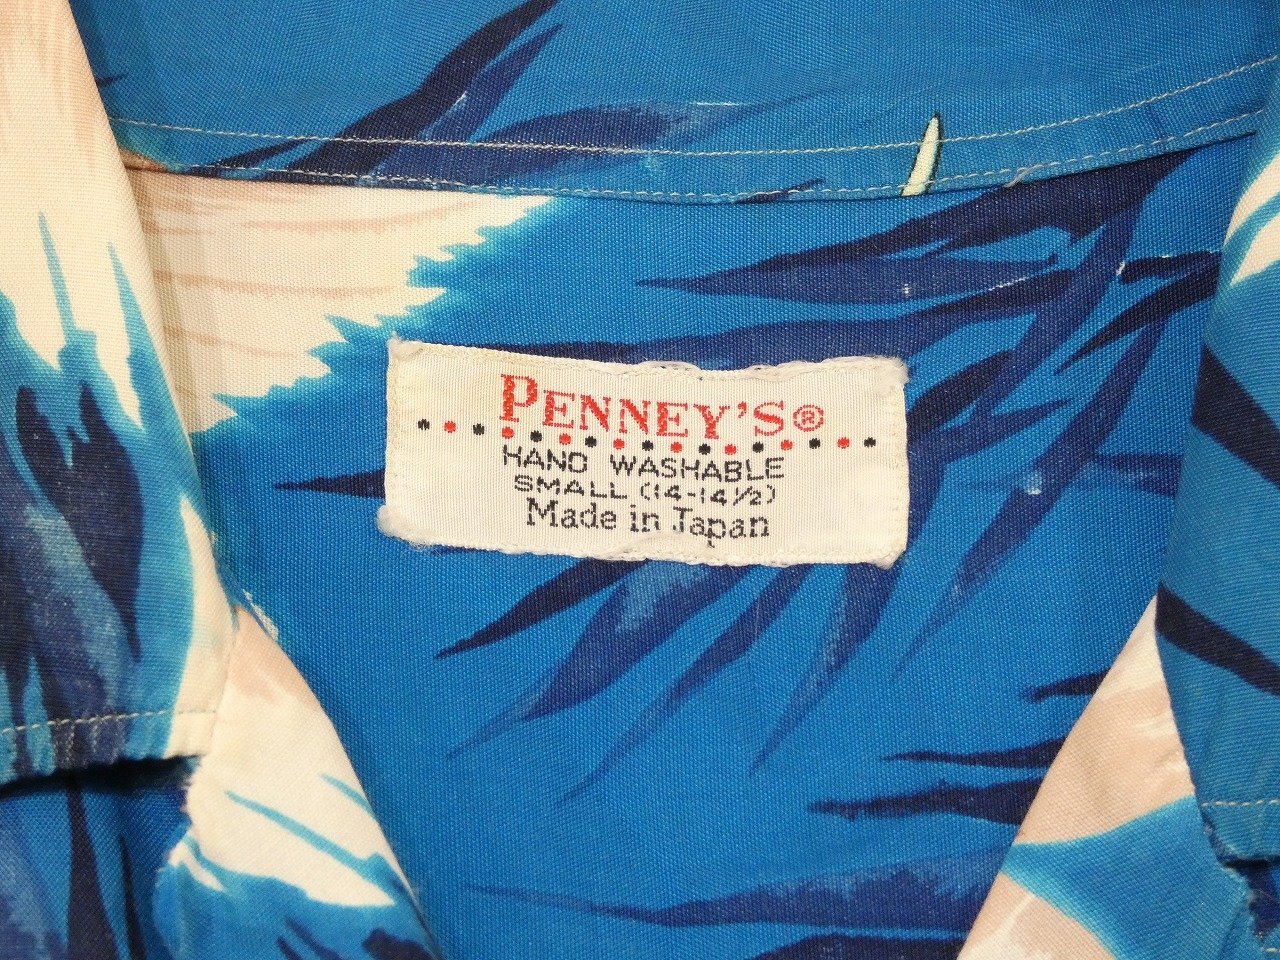 PENNEY'S®
HAND WASHABLE
SMALL (14-14½)
Made in Japan